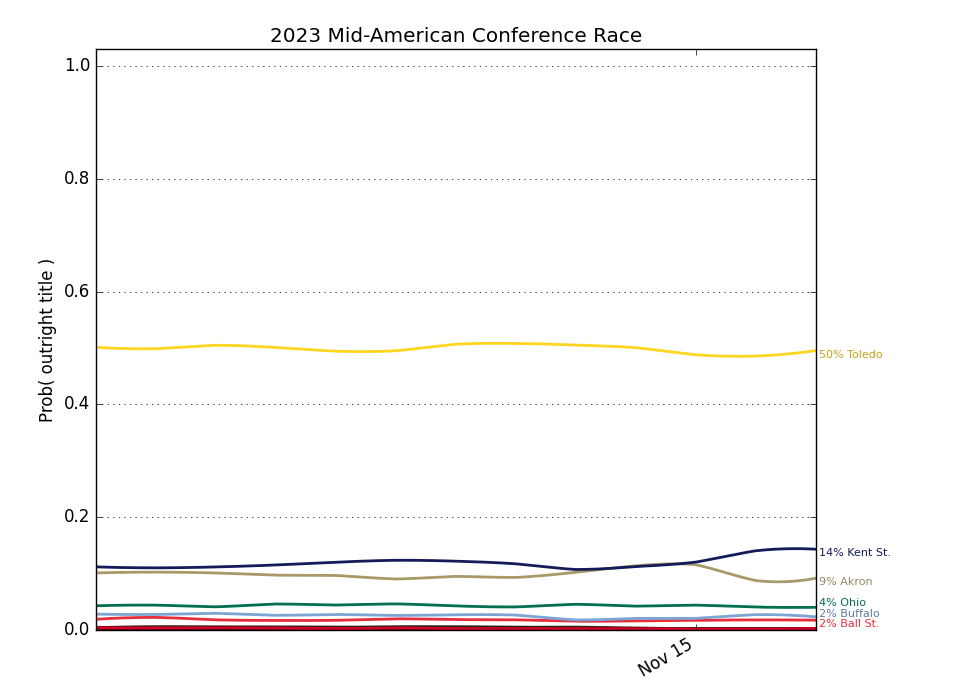 2023 Mid-American Conference Race
Prob( outright title )
1.0
0.8
0.6
0.4
0.2
0.0
50% Toledo
14% Kent St.
9% Akron
4% Ohio
2% Buffalo
2% Ball St.
Nov 15